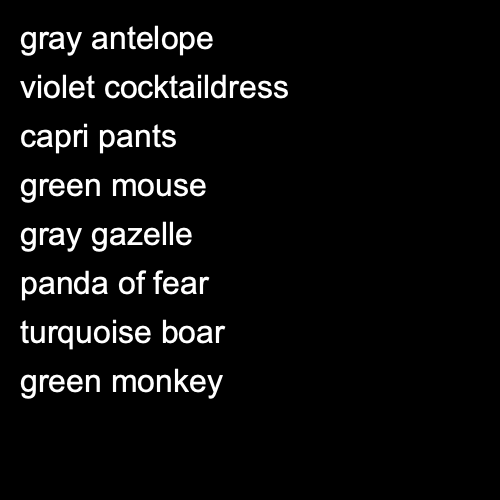 gray antelope
violet cocktaildress
capri pants
green mouse
gray gazelle
panda of fear
turquoise boar
green monkey